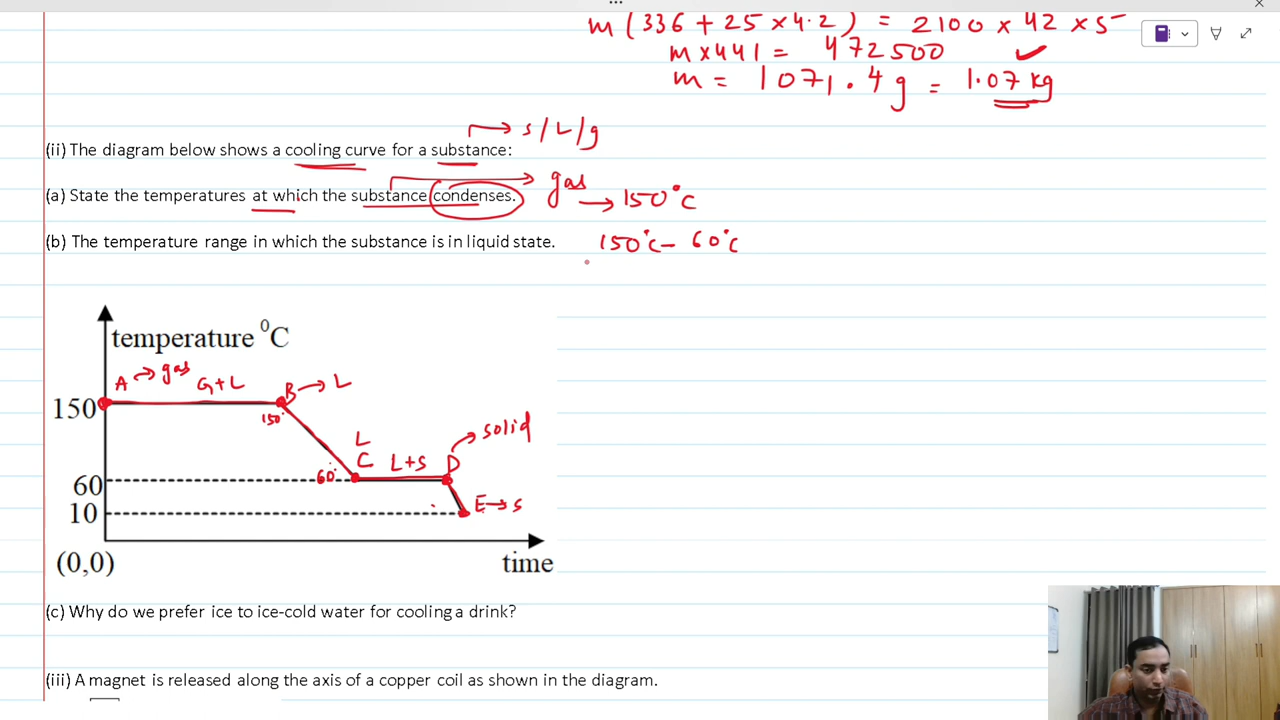 m (336 + 25 × 4.2) = 2100 × 42 × 5
m × 441 = 472500 ✓
m = 1071.4 g = 1.07 kg
→ s/L/g
(ii) The diagram below shows a cooling curve for a substance:
gas
(a) State the temperatures at which the substance condenses. → 150°C
(b) The temperature range in which the substance is in liquid state. 150°C – 60°C
temperature ⁰C
A → gas G+L B → L
150 150°
L → solid
C L+S D
60 60°
10 E → s
(0,0) time
(c) Why do we prefer ice to ice-cold water for cooling a drink?
(iii) A magnet is released along the axis of a copper coil as shown in the diagram.